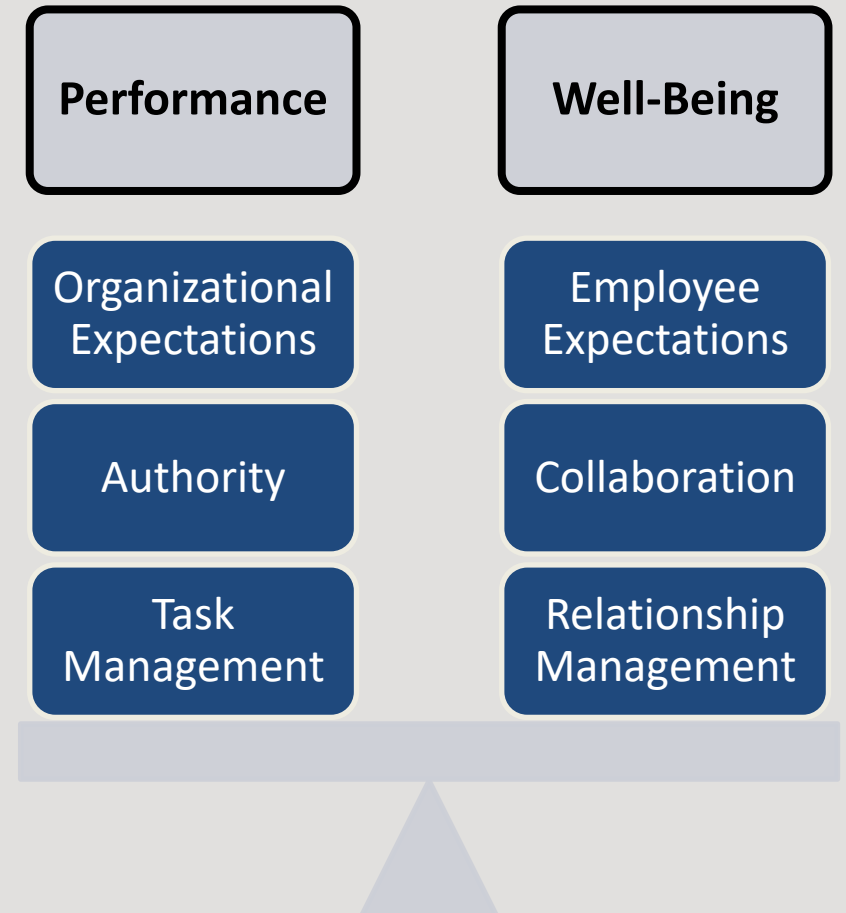 Performance
Well-Being
Organizational
Expectations
Employee
Expectations
Authority
Collaboration
Task
Management
Relationship
Management